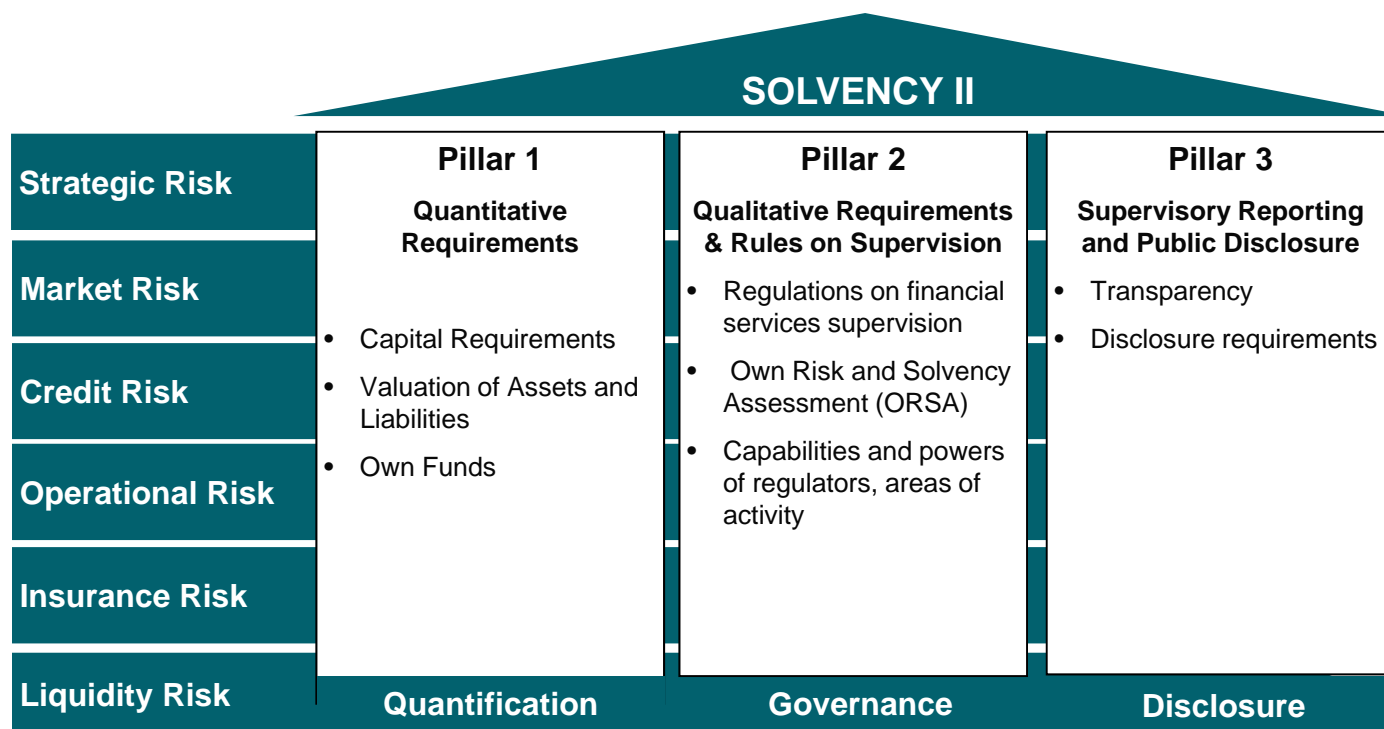 SOLVENCY II
Strategic Risk
Market Risk
Credit Risk
Operational Risk
Insurance Risk
Liquidity Risk
Pillar 1
Quantitative
Requirements
• Capital Requirements
• Valuation of Assets and
Liabilities
• Own Funds
Quantification
Pillar 2
Qualitative Requirements
& Rules on Supervision
• Regulations on financial
services supervision
• Own Risk and Solvency
Assessment (ORSA)
• Capabilities and powers
of regulators, areas of
activity
Governance
Pillar 3
Supervisory Reporting
and Public Disclosure
• Transparency
• Disclosure requirements
Disclosure